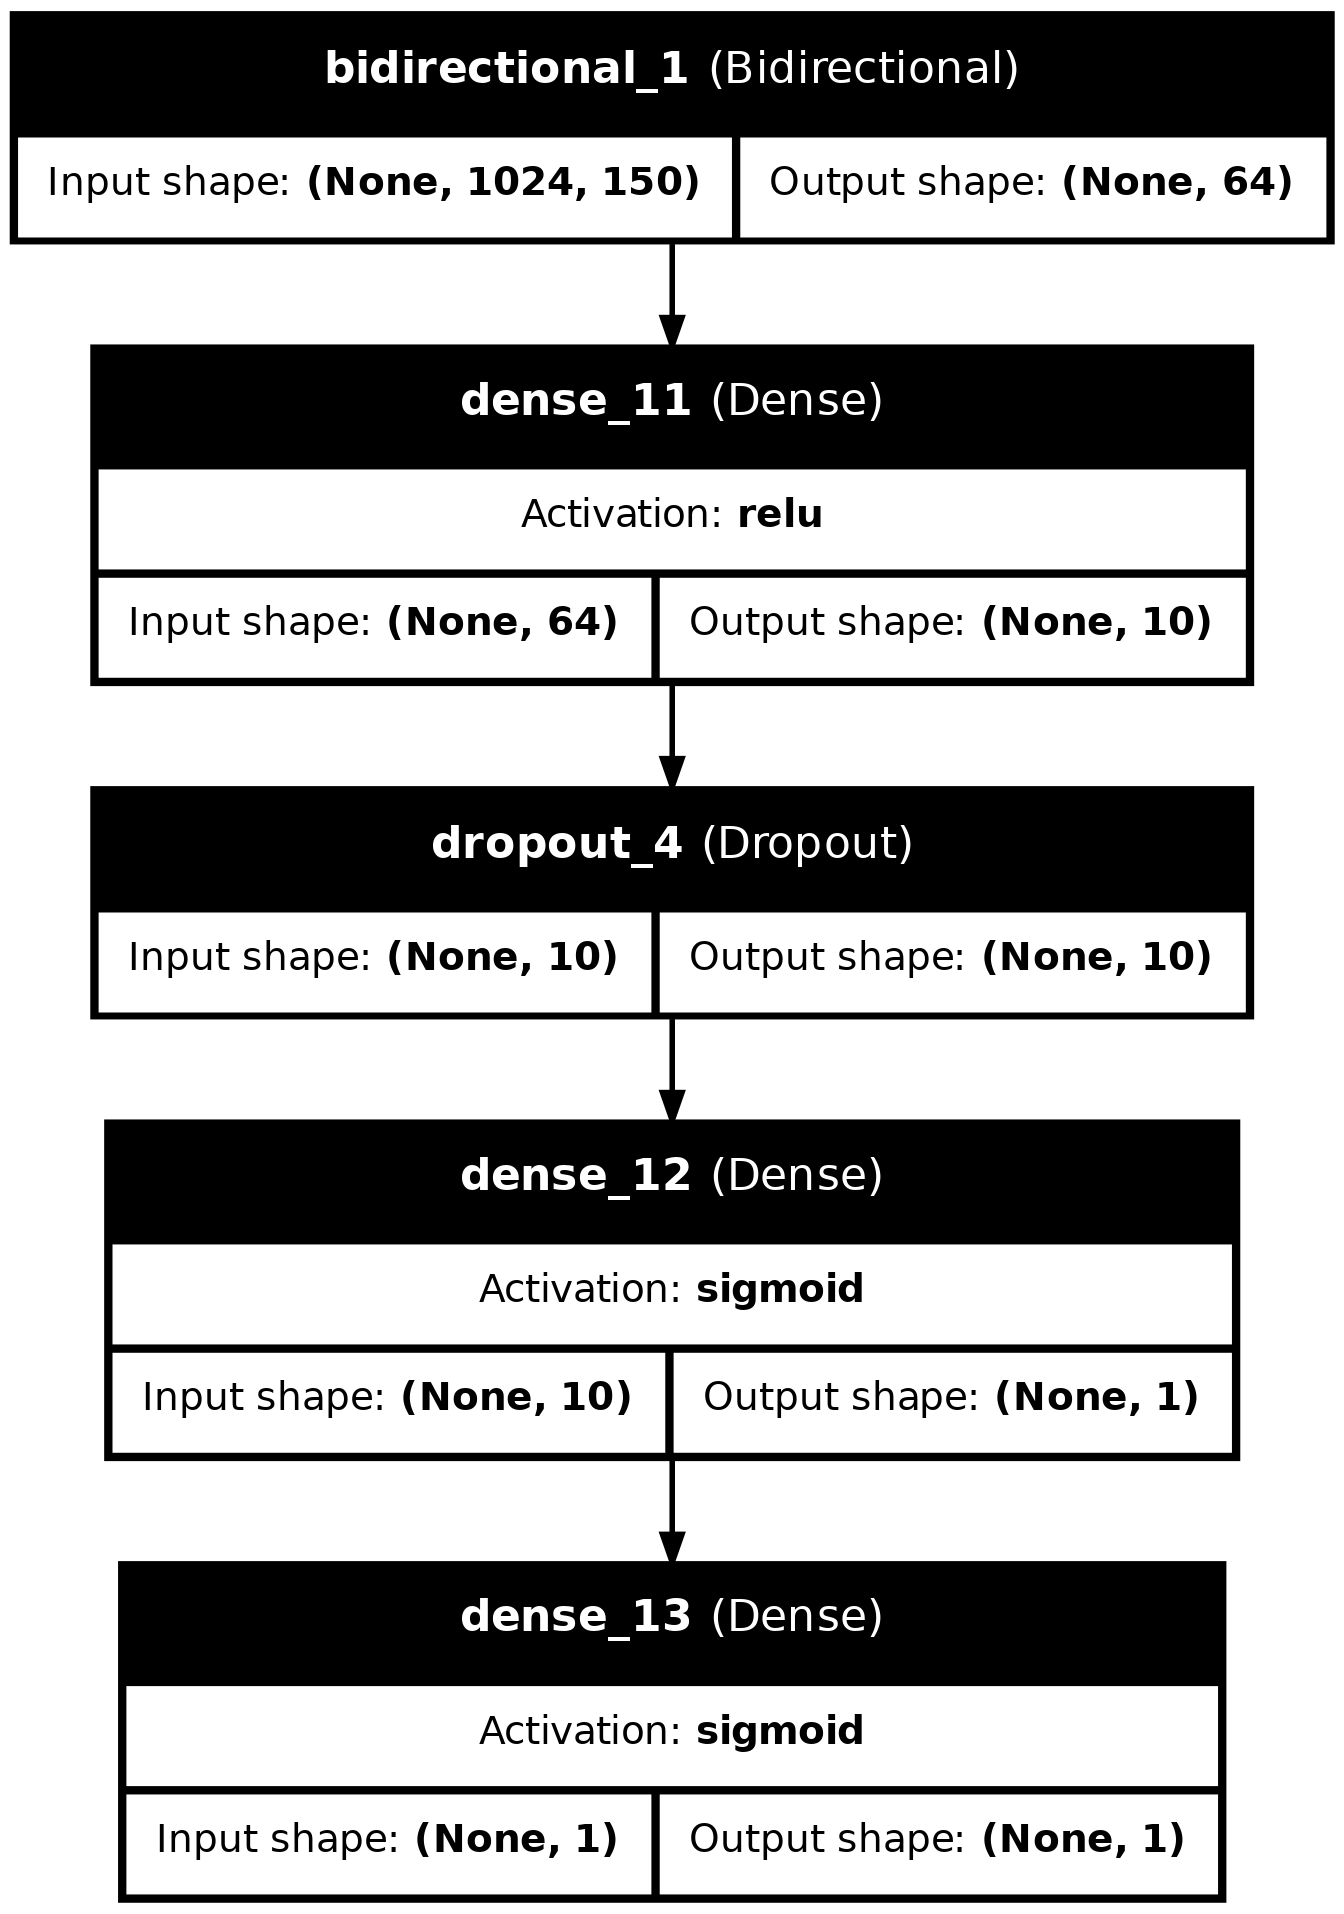 bidirectional_1 (Bidirectional)
Input shape: (None, 1024, 150) Output shape: (None, 64)
dense_11 (Dense)
Activation: relu
Input shape: (None, 64) Output shape: (None, 10)
dropout_4 (Dropout)
Input shape: (None, 10) Output shape: (None, 10)
dense_12 (Dense)
Activation: sigmoid
Input shape: (None, 10) Output shape: (None, 1)
dense_13 (Dense)
Activation: sigmoid
Input shape: (None, 1) Output shape: (None, 1)